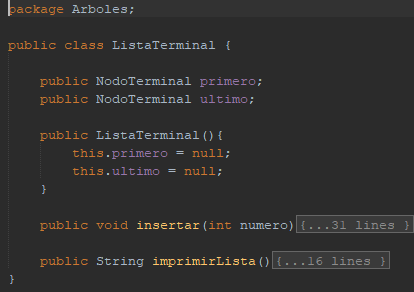 package Arboles;
public class ListaTerminal {
public NodoTerminal primero;
public NodoTerminal ultimo;
public ListaTerminal(){
this.primero = null;
this.ultimo = null;
}
public void insertar(int numero){...31 lines }
public String imprimirLista(){...16 lines }
}